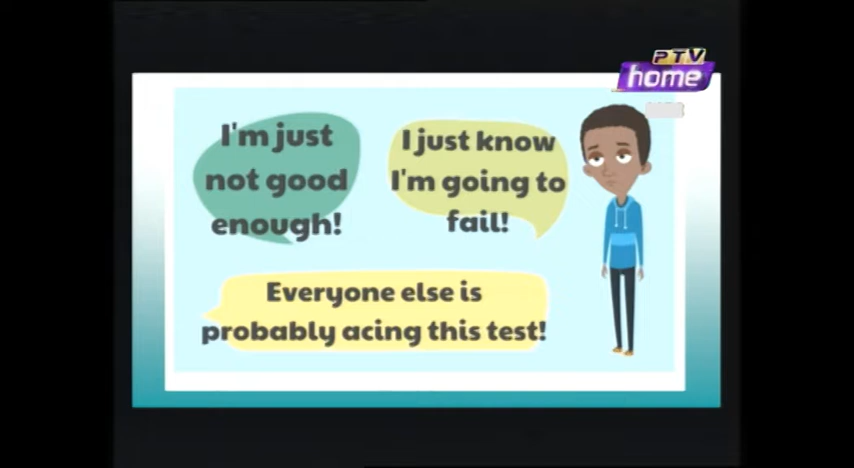 PTV
home
I'm just
not good
enough!
I just know
I'm going to
fail!
Everyone else is
probably acing this test!